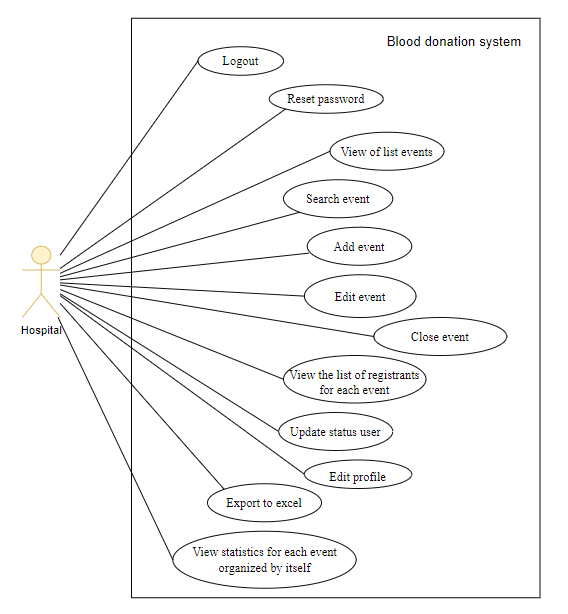 Blood donation system
Logout
Reset password
View of list events
Search event
Add event
Edit event
Hospital
Close event
View the list of registrants
for each event
Update status user
Edit profile
Export to excel
View statistics for each event
organized by itself